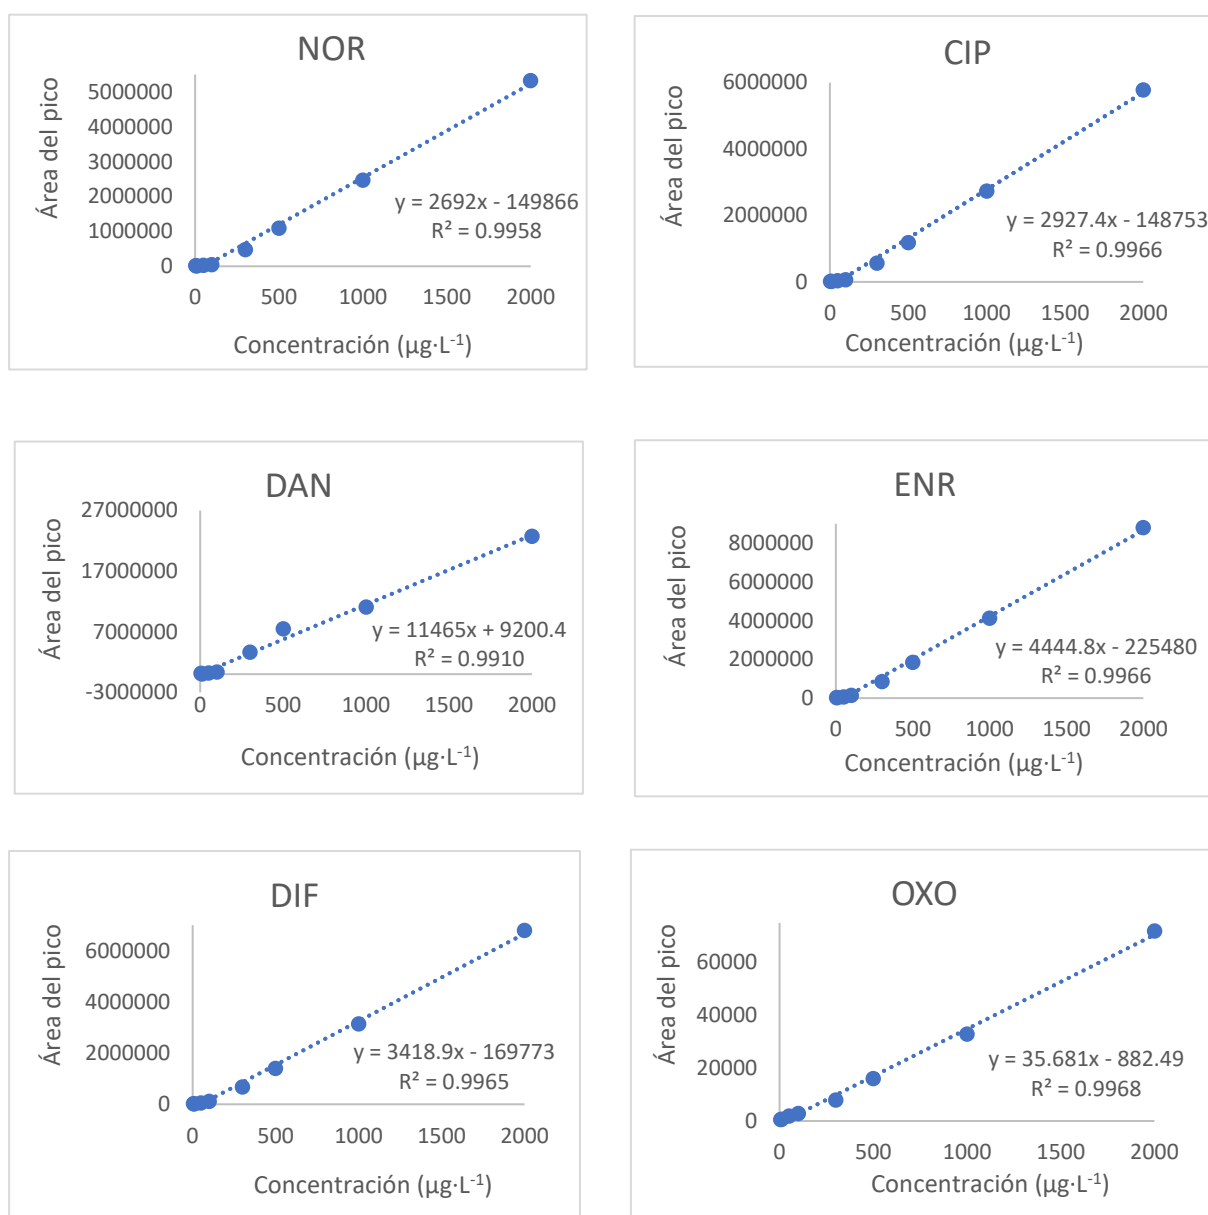 NOR
Área del pico
5000000
4000000
3000000
2000000
1000000
0
y = 2692x - 149866
R² = 0.9958
0 500 1000 1500 2000
Concentración (µg·L⁻¹)
CIP
Área del pico
6000000
4000000
2000000
0
y = 2927.4x - 148753
R² = 0.9966
0 500 1000 1500 2000
Concentración (µg·L⁻¹)
DAN
Área del pico
27000000
17000000
7000000
-3000000
y = 11465x + 9200.4
R² = 0.9910
0 500 1000 1500 2000
Concentración (µg·L⁻¹)
ENR
Área del pico
8000000
6000000
4000000
2000000
0
y = 4444.8x - 225480
R² = 0.9966
0 500 1000 1500 2000
Concentración (µg·L⁻¹)
DIF
Área del pico
6000000
4000000
2000000
0
y = 3418.9x - 169773
R² = 0.9965
0 500 1000 1500 2000
Concentración (µg·L⁻¹)
OXO
Área del pico
60000
40000
20000
0
y = 35.681x - 882.49
R² = 0.9968
0 500 1000 1500 2000
Concentración (µg·L⁻¹)